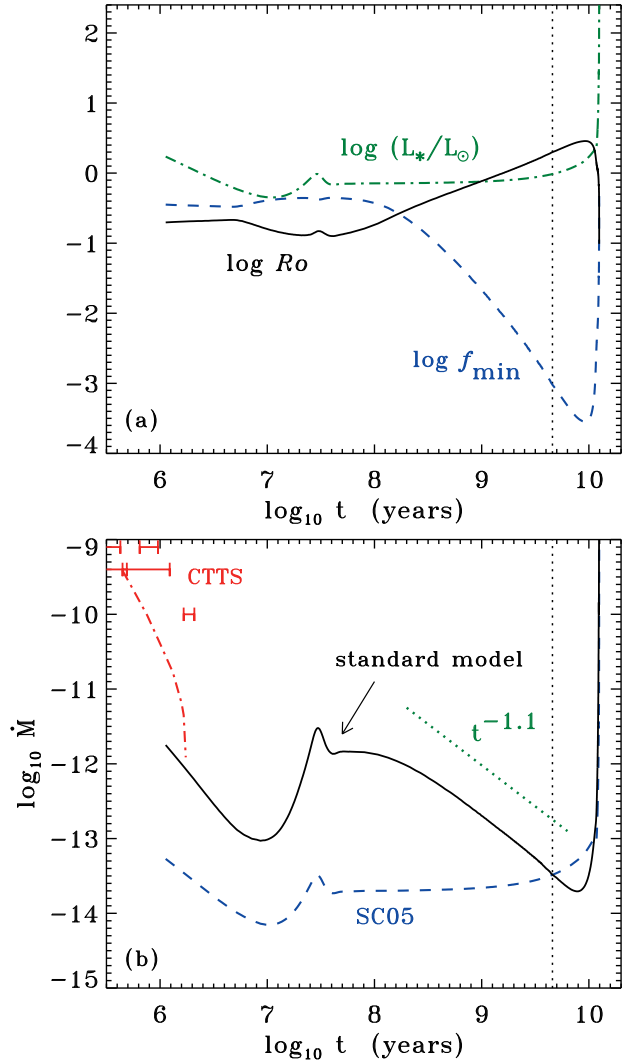 2
1
0
−1
−2
−3
−4
log (L*/L☉)
log Ro
log fmin
(a)
6 7 8 9 10
log10 t (years)
−9
−10
−11
−12
−13
−14
−15
log10 Ṁ
CTTS
standard model
t−1.1
SC05
(b)
6 7 8 9 10
log10 t (years)